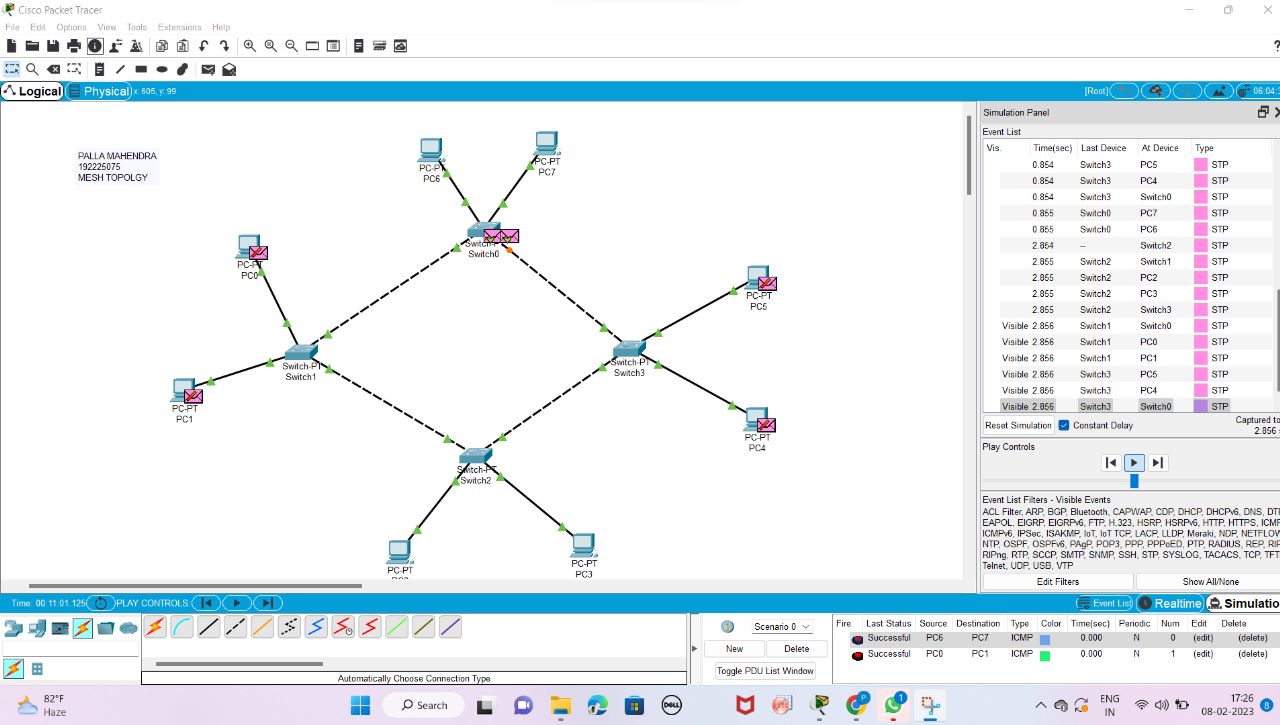 Cisco Packet Tracer
File Edit Options View Tools Extensions Help
Logical Physical x: 605, y: 99 [Root] 06:04:3
PALLA MAHENDRA
192225075
MESH TOPOLGY
PC-PT
PC6
PC-PT
PC7
Switch0
PC-PT
PC0
PC-PT
PC5
Switch-PT
Switch1
Switch-PT
Switch3
PC-PT
PC1
PC-PT
PC4
Switch-PT
Switch2
PC-PT
PC-PT
PC3
Simulation Panel
Event List
Vis. Time(sec) Last Device At Device Type
0.854 Switch3 PC5 STP
0.854 Switch3 PC4 STP
0.854 Switch3 Switch0 STP
0.855 Switch0 PC7 STP
0.855 Switch0 PC6 STP
2.854 -- Switch2 STP
2.855 Switch2 Switch1 STP
2.855 Switch2 PC2 STP
2.855 Switch2 PC3 STP
2.855 Switch2 Switch3 STP
Visible 2.856 Switch1 Switch0 STP
Visible 2.856 Switch1 PC0 STP
Visible 2.856 Switch1 PC1 STP
Visible 2.856 Switch3 PC5 STP
Visible 2.856 Switch3 PC4 STP
Visible 2.856 Switch3 Switch0 STP
Reset Simulation Constant Delay Captured to
2.856 s
Play Controls
Event List Filters - Visible Events
ACL Filter, ARP, BGP, Bluetooth, CAPWAP, CDP, DHCP, DHCPv6, DNS, DT
EAPOL, EIGRP, EIGRPv6, FTP, H.323, HSRP, HSRPv6, HTTP, HTTPS, ICMP
ICMPv6, IPSec, ISAKMP, IoT, IoT TCP, LACP, LLDP, Meraki, NDP, NETFLOW
NTP, OSPF, OSPFv6, PAgP, POP3, PPP, PPPoED, PTP, RADIUS, REP, RIP
RIPng, RTP, SCCP, SMTP, SNMP, SSH, STP, SYSLOG, TACACS, TCP, TFT
Telnet, UDP, USB, VTP
Edit Filters Show All/None
Time: 00:11:01.125 PLAY CONTROLS: Event List Realtime Simulatio
Scenario 0
New Delete
Toggle PDU List Window
Fire Last Status Source Destination Type Color Time(sec) Periodic Num Edit Delete
Successful PC6 PC7 ICMP 0.000 N 0 (edit) (delete)
Successful PC0 PC1 ICMP 0.000 N 1 (edit) (delete)
Automatically Choose Connection Type
82°F
Haze
Search
DELL
1
ENG
IN
17:26
08-02-2023
8